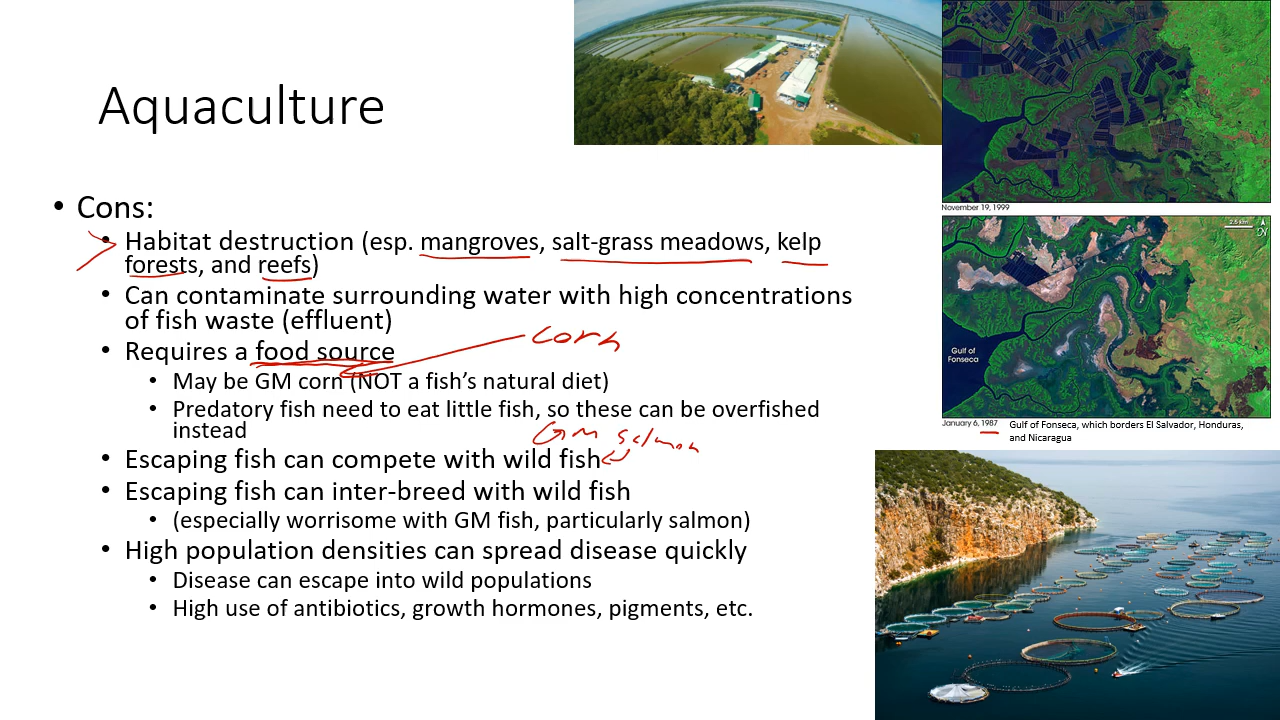 Aquaculture
• Cons:
• Habitat destruction (esp. mangroves, salt-grass meadows, kelp
forests, and reefs)
• Can contaminate surrounding water with high concentrations
of fish waste (effluent)
corn
• Requires a food source
• May be GM corn (NOT a fish's natural diet)
• Predatory fish need to eat little fish, so these can be overfished
instead
GM salmon
• Escaping fish can compete with wild fish
• Escaping fish can inter-breed with wild fish
• (especially worrisome with GM fish, particularly salmon)
• High population densities can spread disease quickly
• Disease can escape into wild populations
• High use of antibiotics, growth hormones, pigments, etc.
November 19, 1999
2.5 km
N
Gulf of
Fonseca
January 6, 1987
Gulf of Fonseca, which borders El Salvador, Honduras,
and Nicaragua